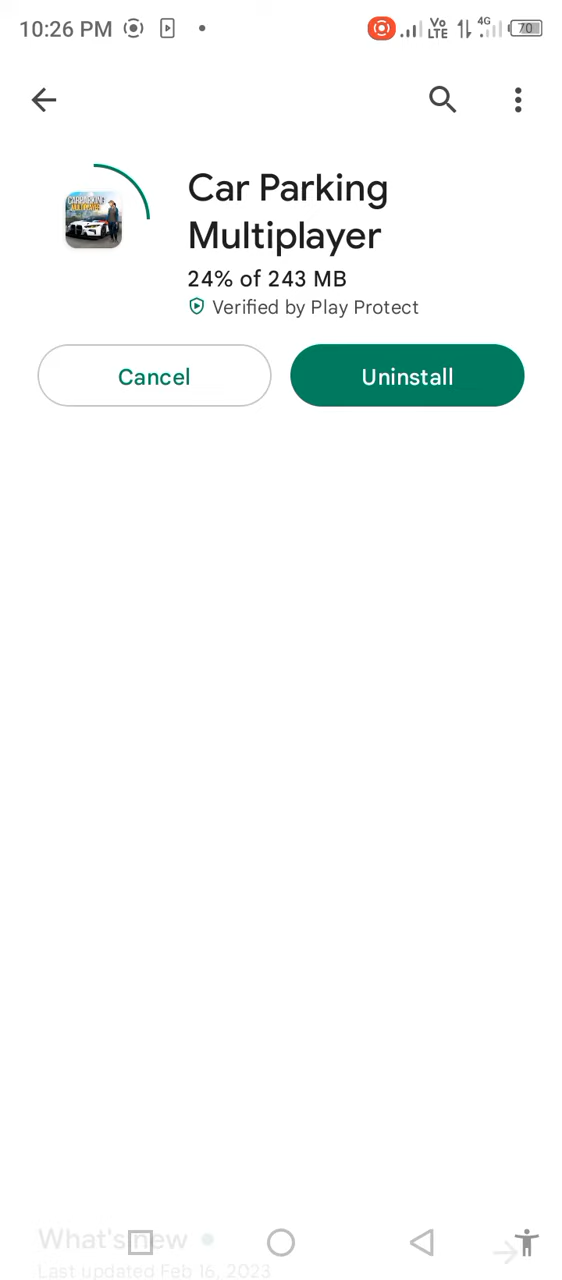 10:26 PM
Vo
LTE
4G
70
Car Parking
Multiplayer
24% of 243 MB
Verified by Play Protect
Cancel
Uninstall
What's new
Last updated Feb 16, 2023